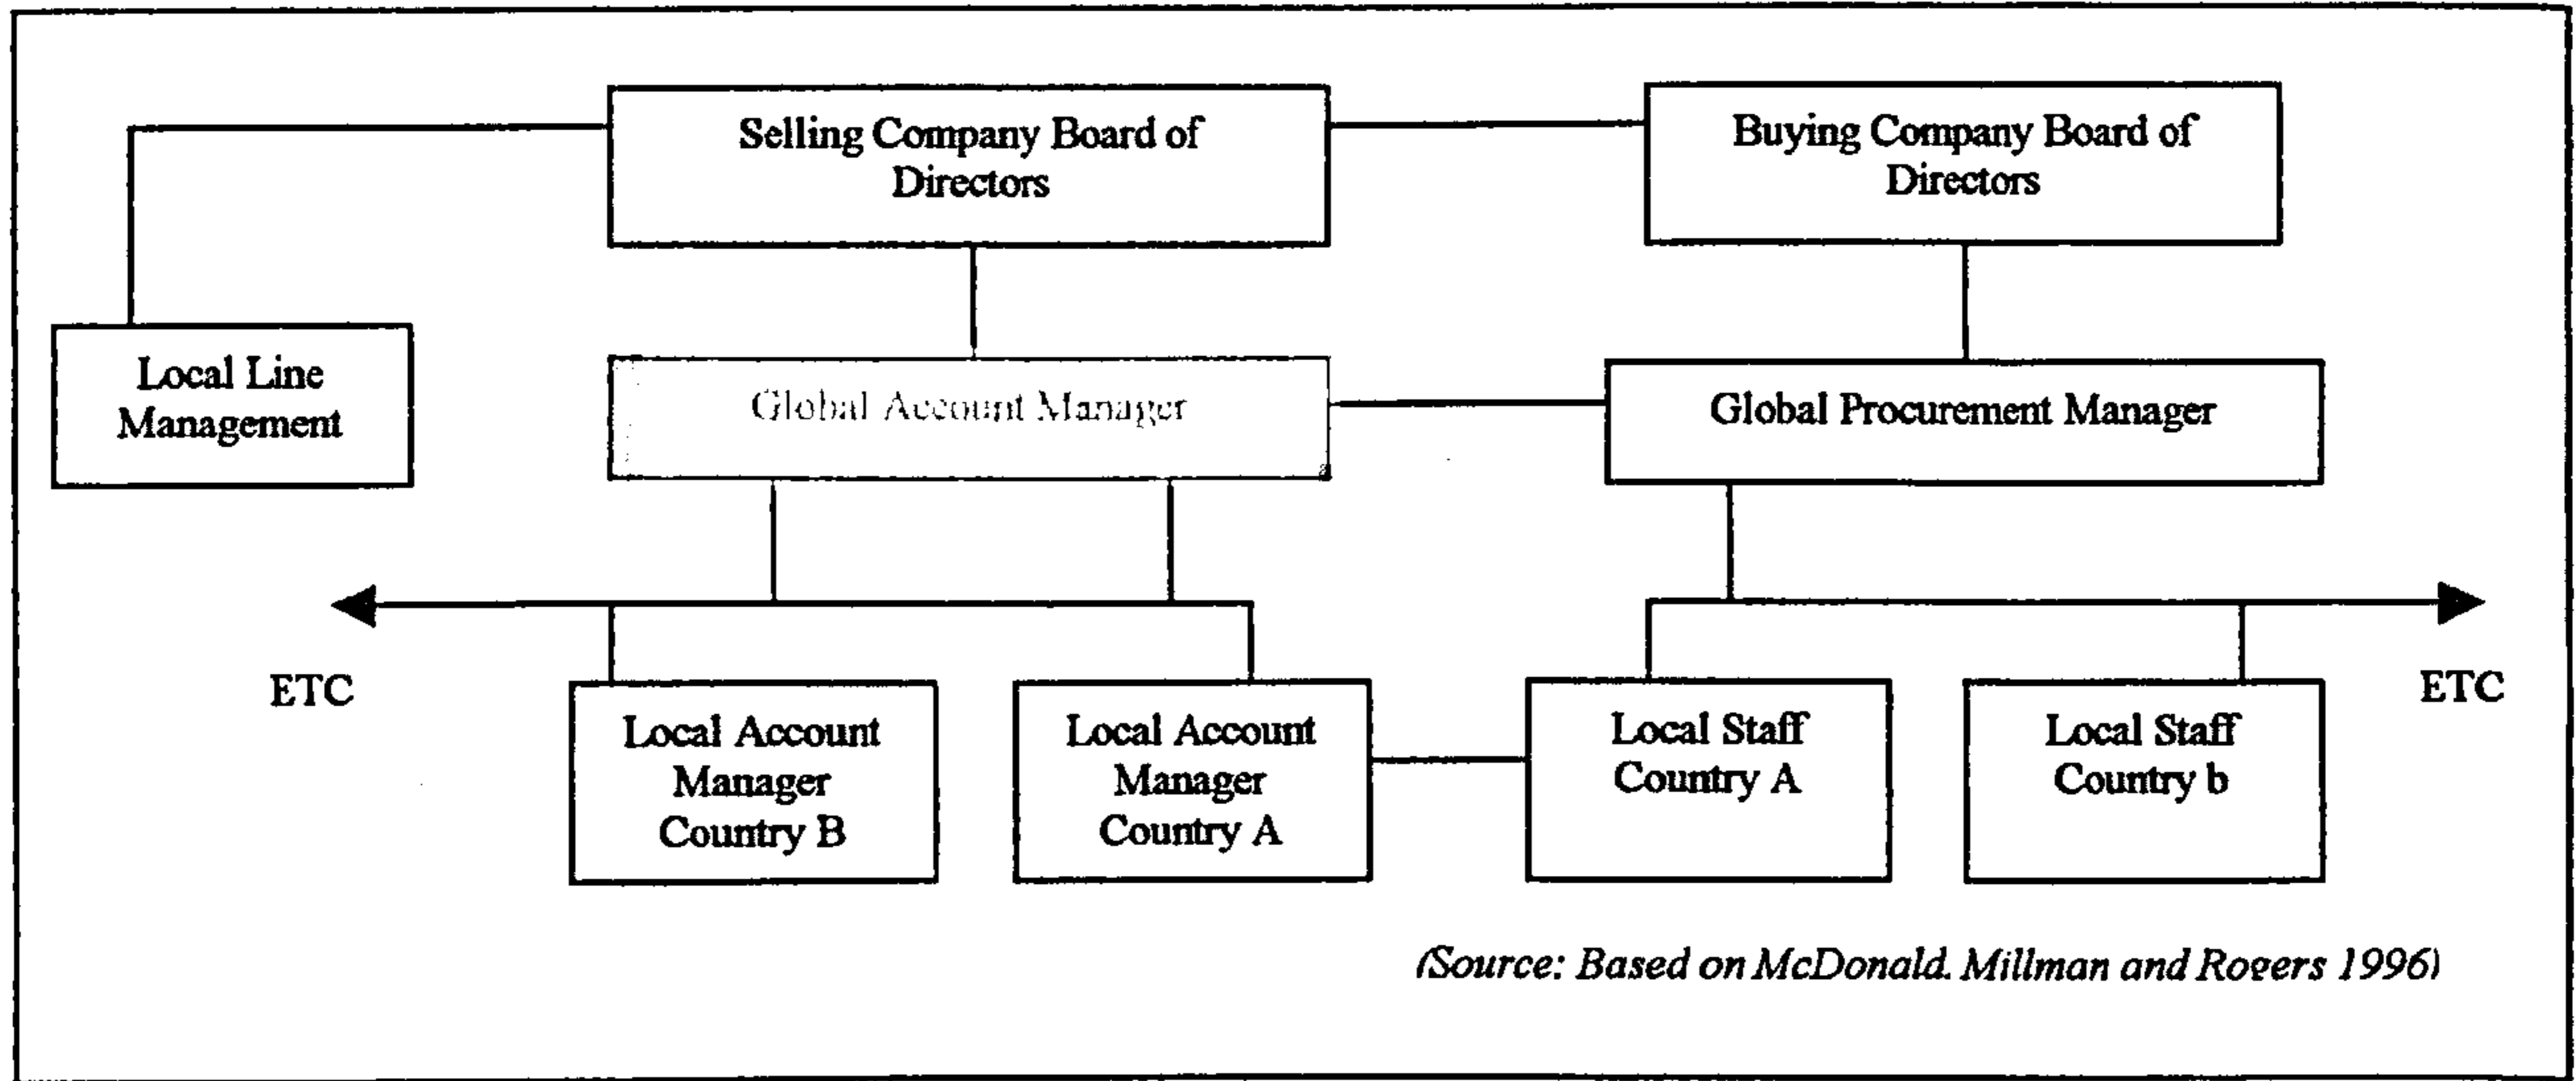 Selling Company Board of
Directors
Buying Company Board of
Directors
Local Line
Management
Global Account Manager
Global Procurement Manager
ETC
ETC
Local Account
Manager
Country B
Local Account
Manager
Country A
Local Staff
Country A
Local Staff
Country b
(Source: Based on McDonald. Millman and Rogers 1996)